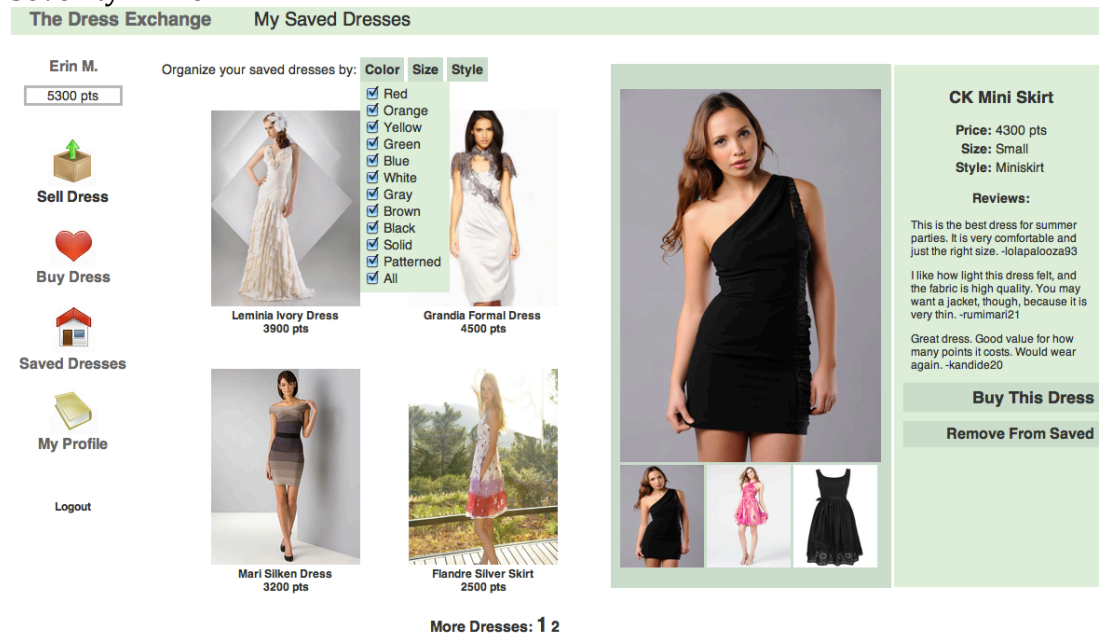 The Dress Exchange My Saved Dresses
Erin M.
5300 pts
Sell Dress
Buy Dress
Saved Dresses
My Profile
Logout
Organize your saved dresses by: Color Size Style
Red
Orange
Yellow
Green
Blue
White
Gray
Brown
Black
Solid
Patterned
All
Leminia Ivory Dress
3900 pts
Grandia Formal Dress
4500 pts
Mari Silken Dress
3200 pts
Flandre Silver Skirt
2500 pts
More Dresses: 1 2
CK Mini Skirt
Price: 4300 pts
Size: Small
Style: Miniskirt
Reviews:
This is the best dress for summer
parties. It is very comfortable and
just the right size. -lolapalooza93
I like how light this dress felt, and
the fabric is high quality. You may
want a jacket, though, because it is
very thin. -rumimari21
Great dress. Good value for how
many points it costs. Would wear
again. -kandide20
Buy This Dress
Remove From Saved